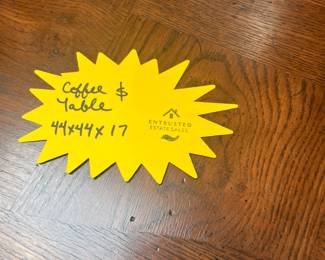 Coffee $
Table
44x44x17
ENTRUSTED
ESTATE SALES